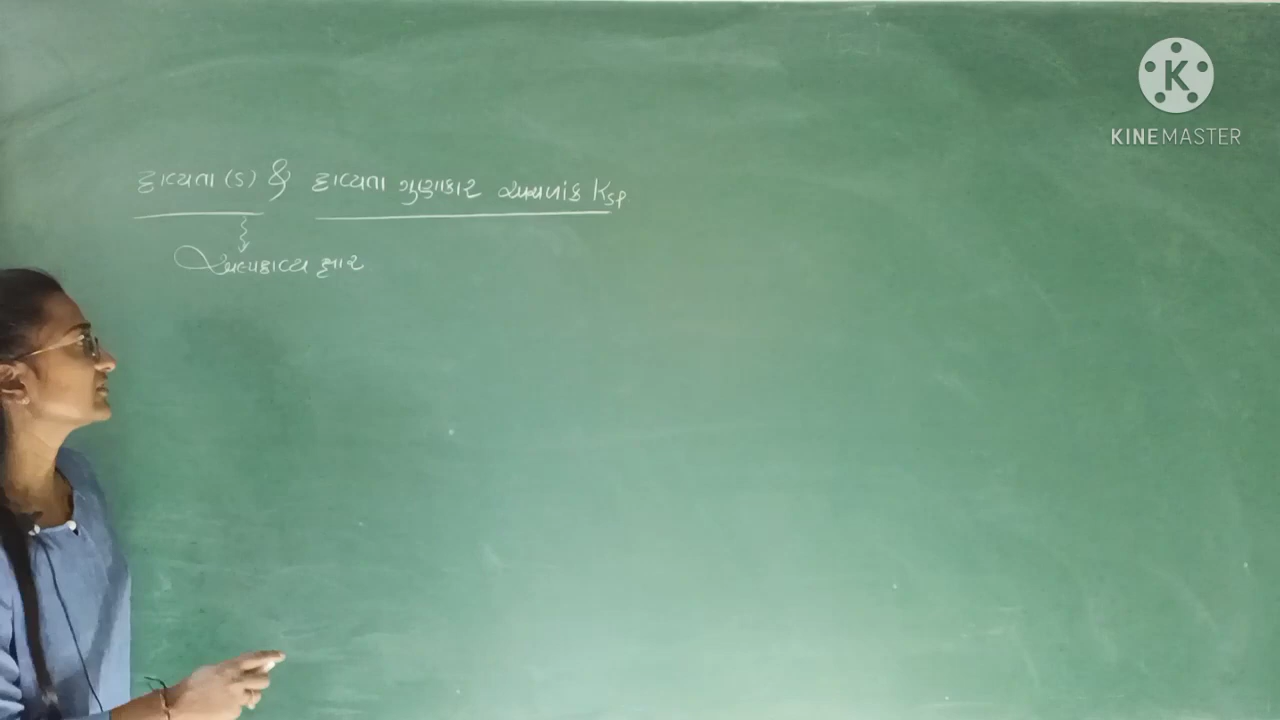 દ્રાવ્યતા (S) & દ્રાવ્યતા ગુણાકાર અચળાંક Ksp
અલ્પદ્રાવ્ય ક્ષાર
K
KINEMASTER